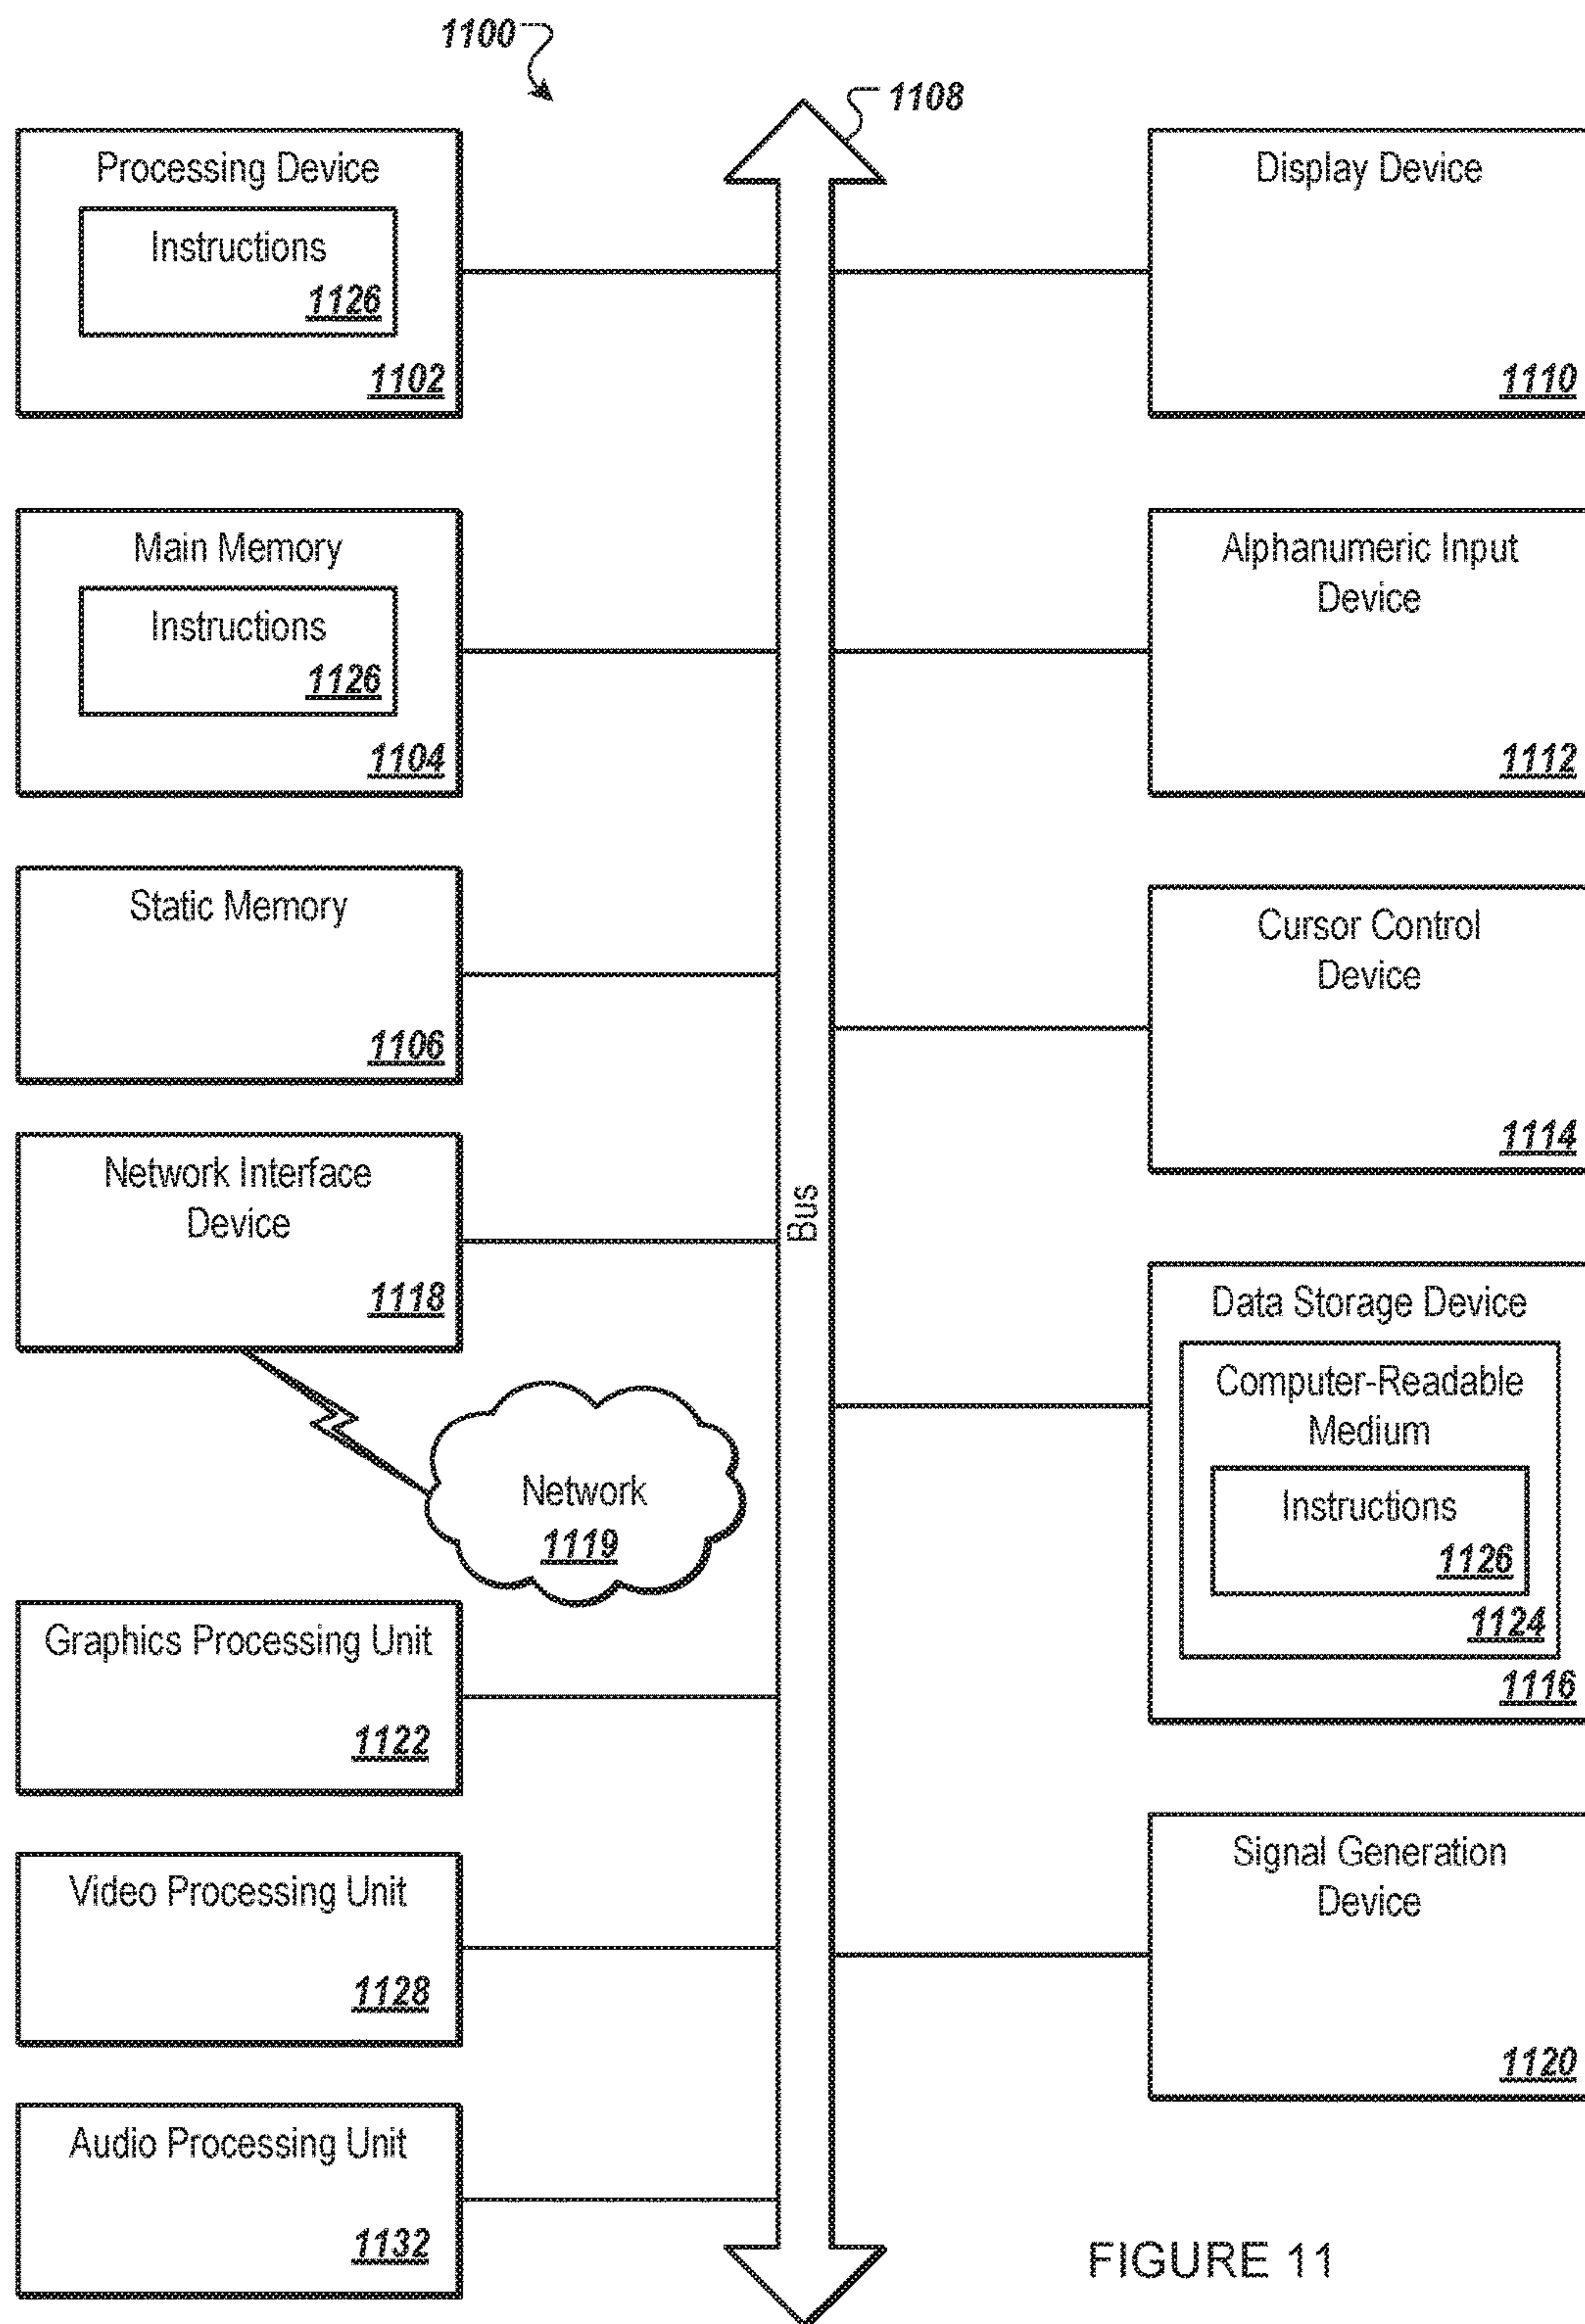 1100
1108
Processing Device
Instructions
1126
1102
Main Memory
Instructions
1126
1104
Static Memory
1106
Network Interface
Device
1118
Network
1119
Graphics Processing Unit
1122
Video Processing Unit
1128
Audio Processing Unit
1132
Bus
Display Device
1110
Alphanumeric Input
Device
1112
Cursor Control
Device
1114
Data Storage Device
Computer-Readable
Medium
Instructions
1126
1124
1116
Signal Generation
Device
1120
FIGURE 11